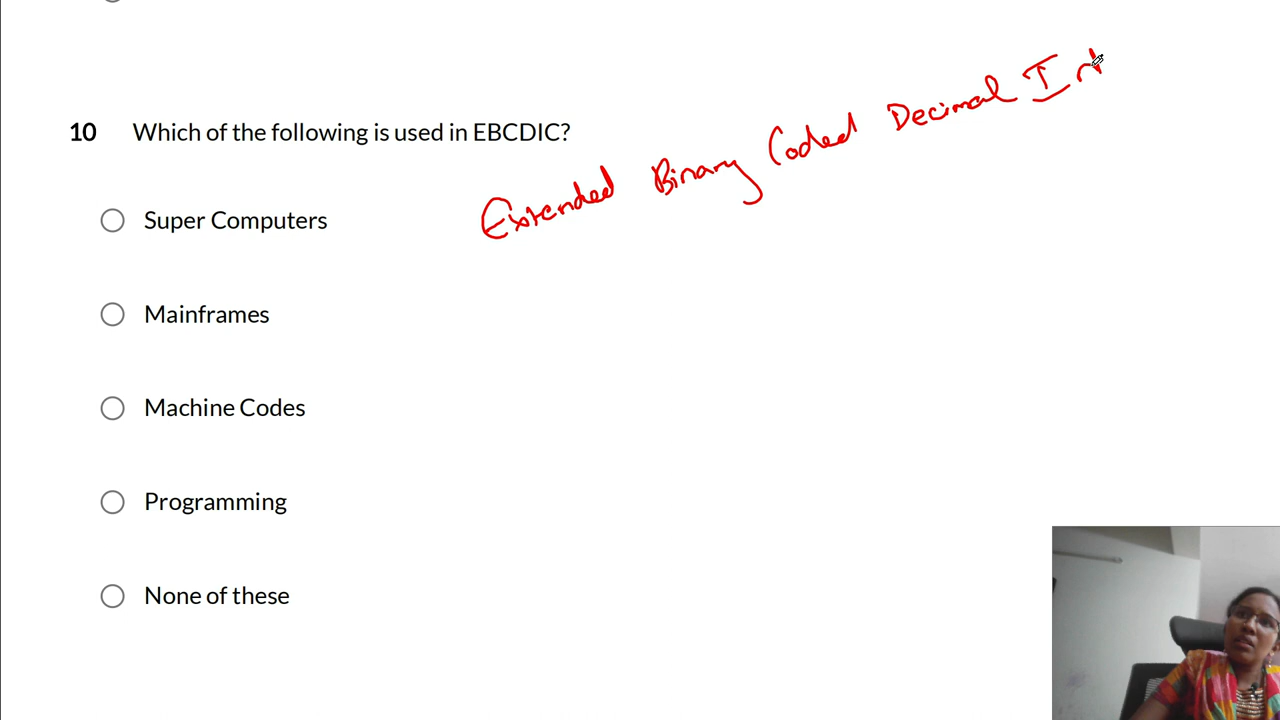 10 Which of the following is used in EBCDIC?
Extended Binary Coded Decimal Int
Super Computers
Mainframes
Machine Codes
Programming
None of these